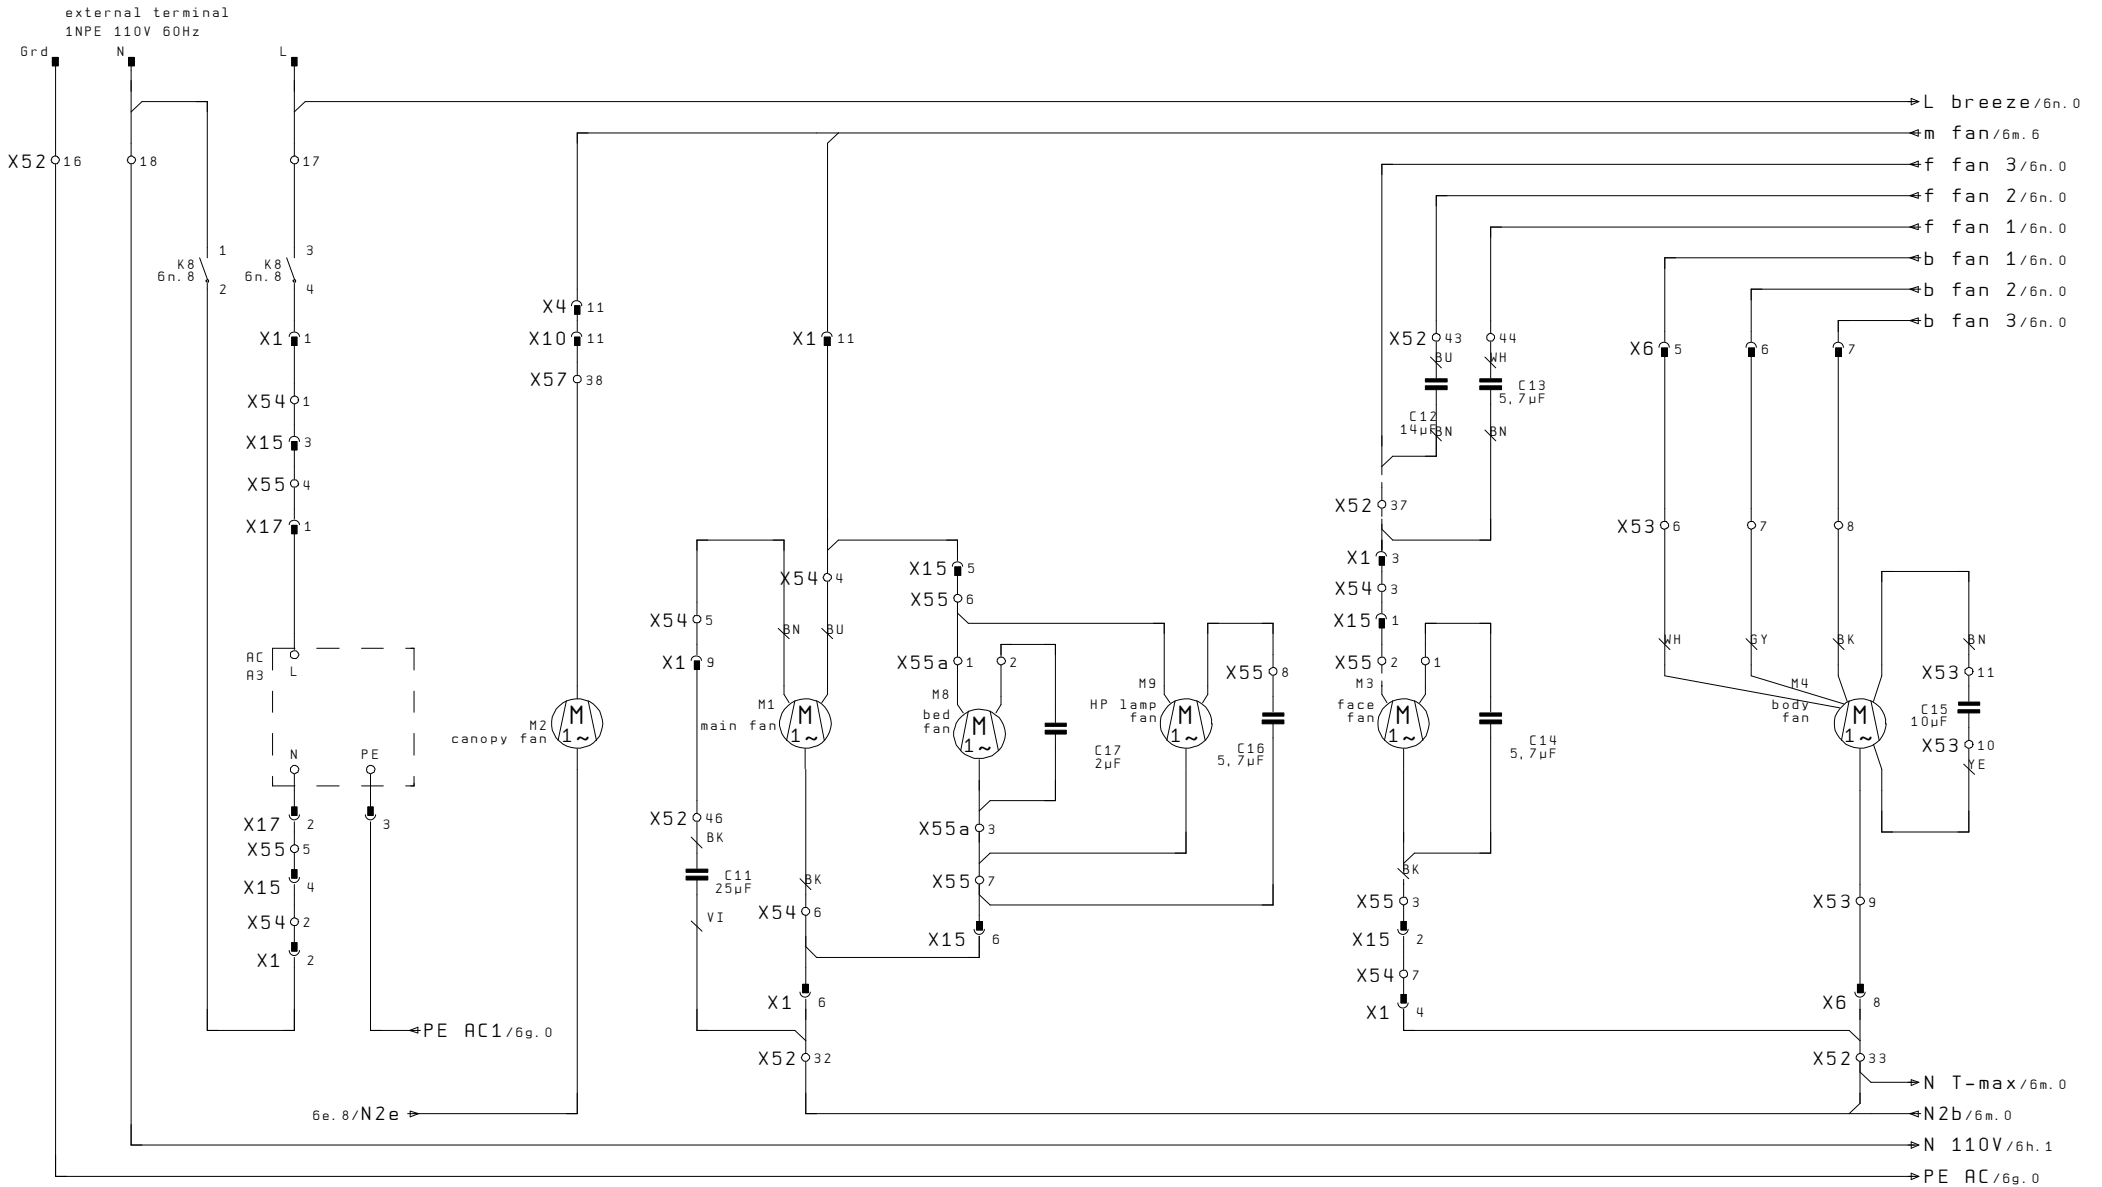 external terminal
1NPE 110V 60Hz
Grd N L
L breeze/6n.0
m fan/6m.6
X52 16 18 17
f fan 3/6n.0
f fan 2/6n.0
f fan 1/6n.0
1 3
K8 K8
6n.8 6n.8
2 4
b fan 1/6n.0
b fan 2/6n.0
b fan 3/6n.0
X4 11
X1 1 X10 11 X1 11 X52 43 44 X6 5 6 7
BU WH
X57 38
C13
5,7µF
X54 1
C12
14µF BN BN
X15 3
X55 4
X52 37
X17 1 X53 6 7 8
X1 3
X15 5
X54 4
X54 3
X55 6
X54 5 X15 1
BN BU WH GY BK BN
AC L
A3
X1 9 X55a 1 2 X55 8 X55 2 1 X53 11
M9 M3 M4
M8
HP lamp fan
face fan
body fan
M1
main fan
bed fan
C15
10µF
M2
canopy fan
M 1~ M 1~ M 1~ M 1~ M 1~ M 1~
C17
2µF
C16
5,7µF
C14
5,7µF
X53 10
YE
N PE
X17 2 3
X52 46
BK
X55a 3
X55 5
C11
25µF
BK BK
X15 4 X55 7
X54 2 VI X54 6 X55 3 X53 9
X1 2 X15 6 X15 2
X54 7
X1 6 X1 4 X6 8
PE AC1/6g.0
X52 32 X52 33
N T-max/6m.0
6e.8/N2e
N2b/6m.0
N 110V/6h.1
PE AC/6g.0